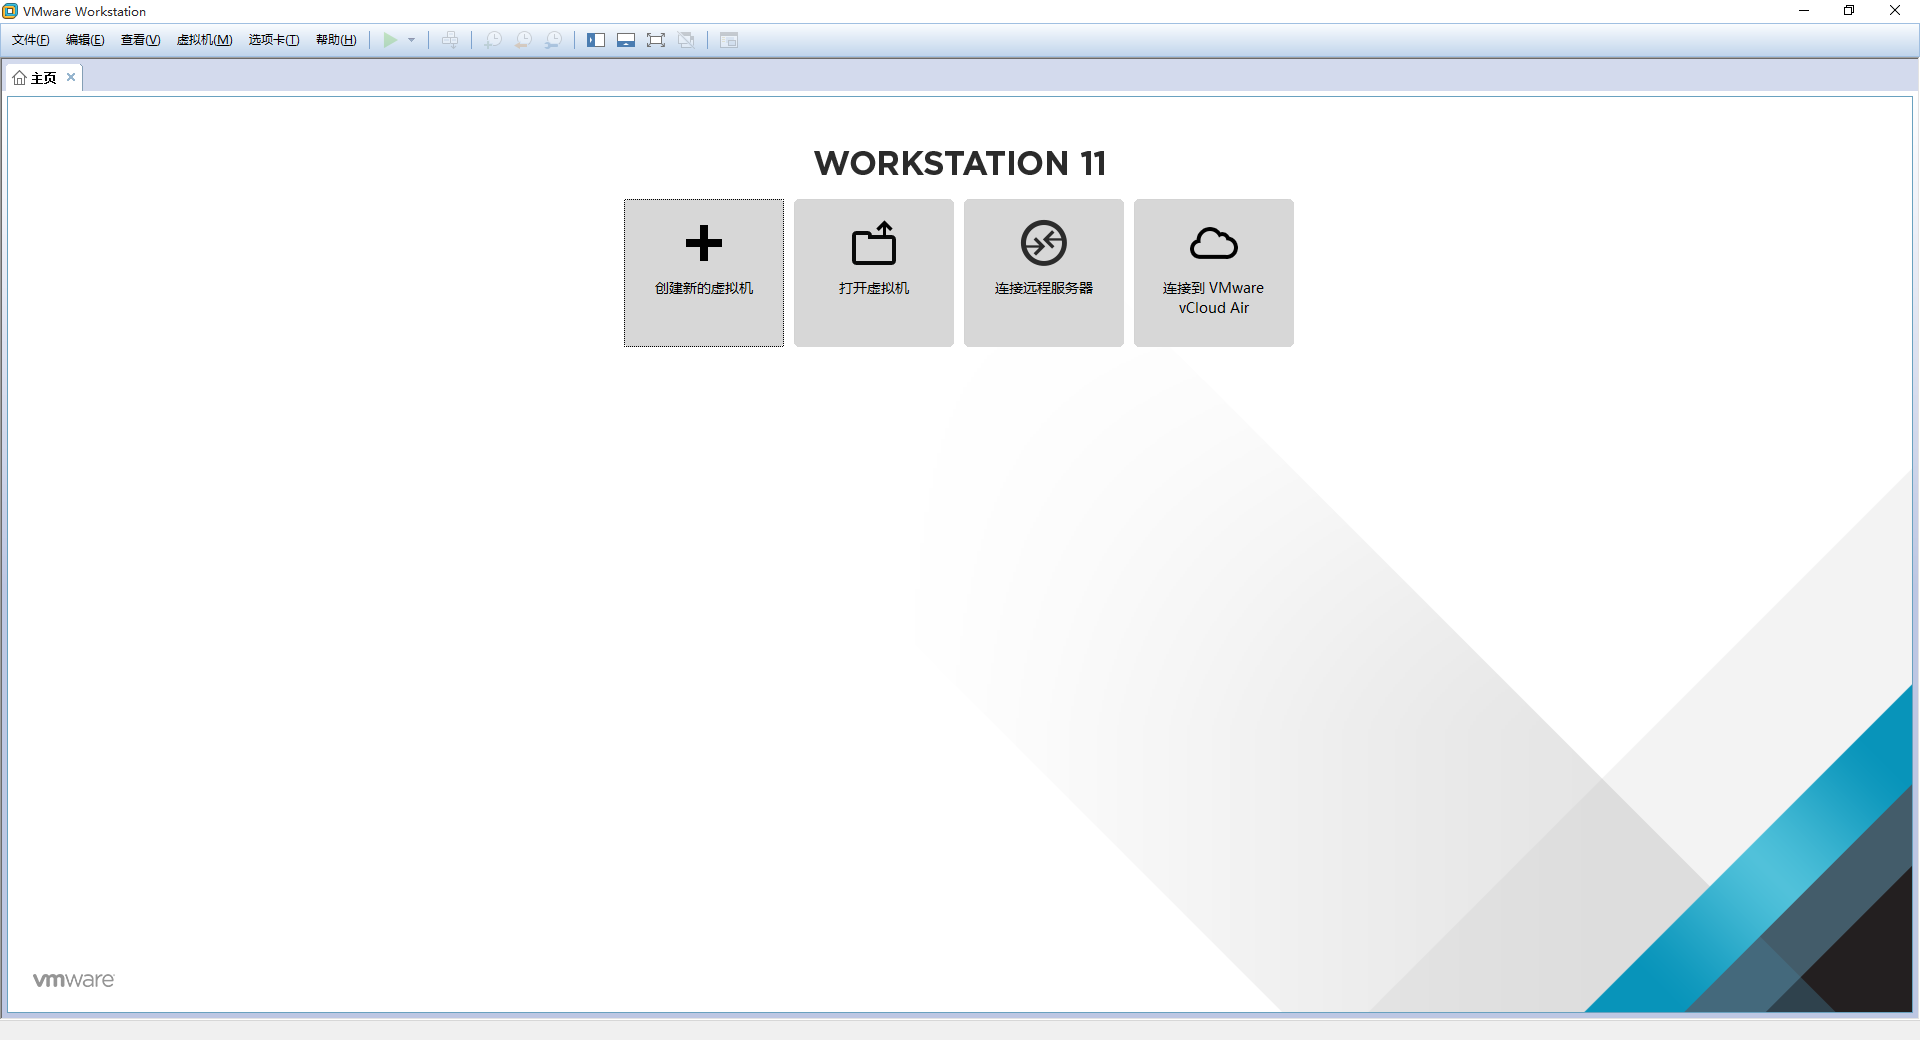 VMware Workstation
文件(F) 编辑(E) 查看(V) 虚拟机(M) 选项卡(T) 帮助(H)
主页
WORKSTATION 11
创建新的虚拟机
打开虚拟机
连接远程服务器
连接到 VMware
vCloud Air
vmware